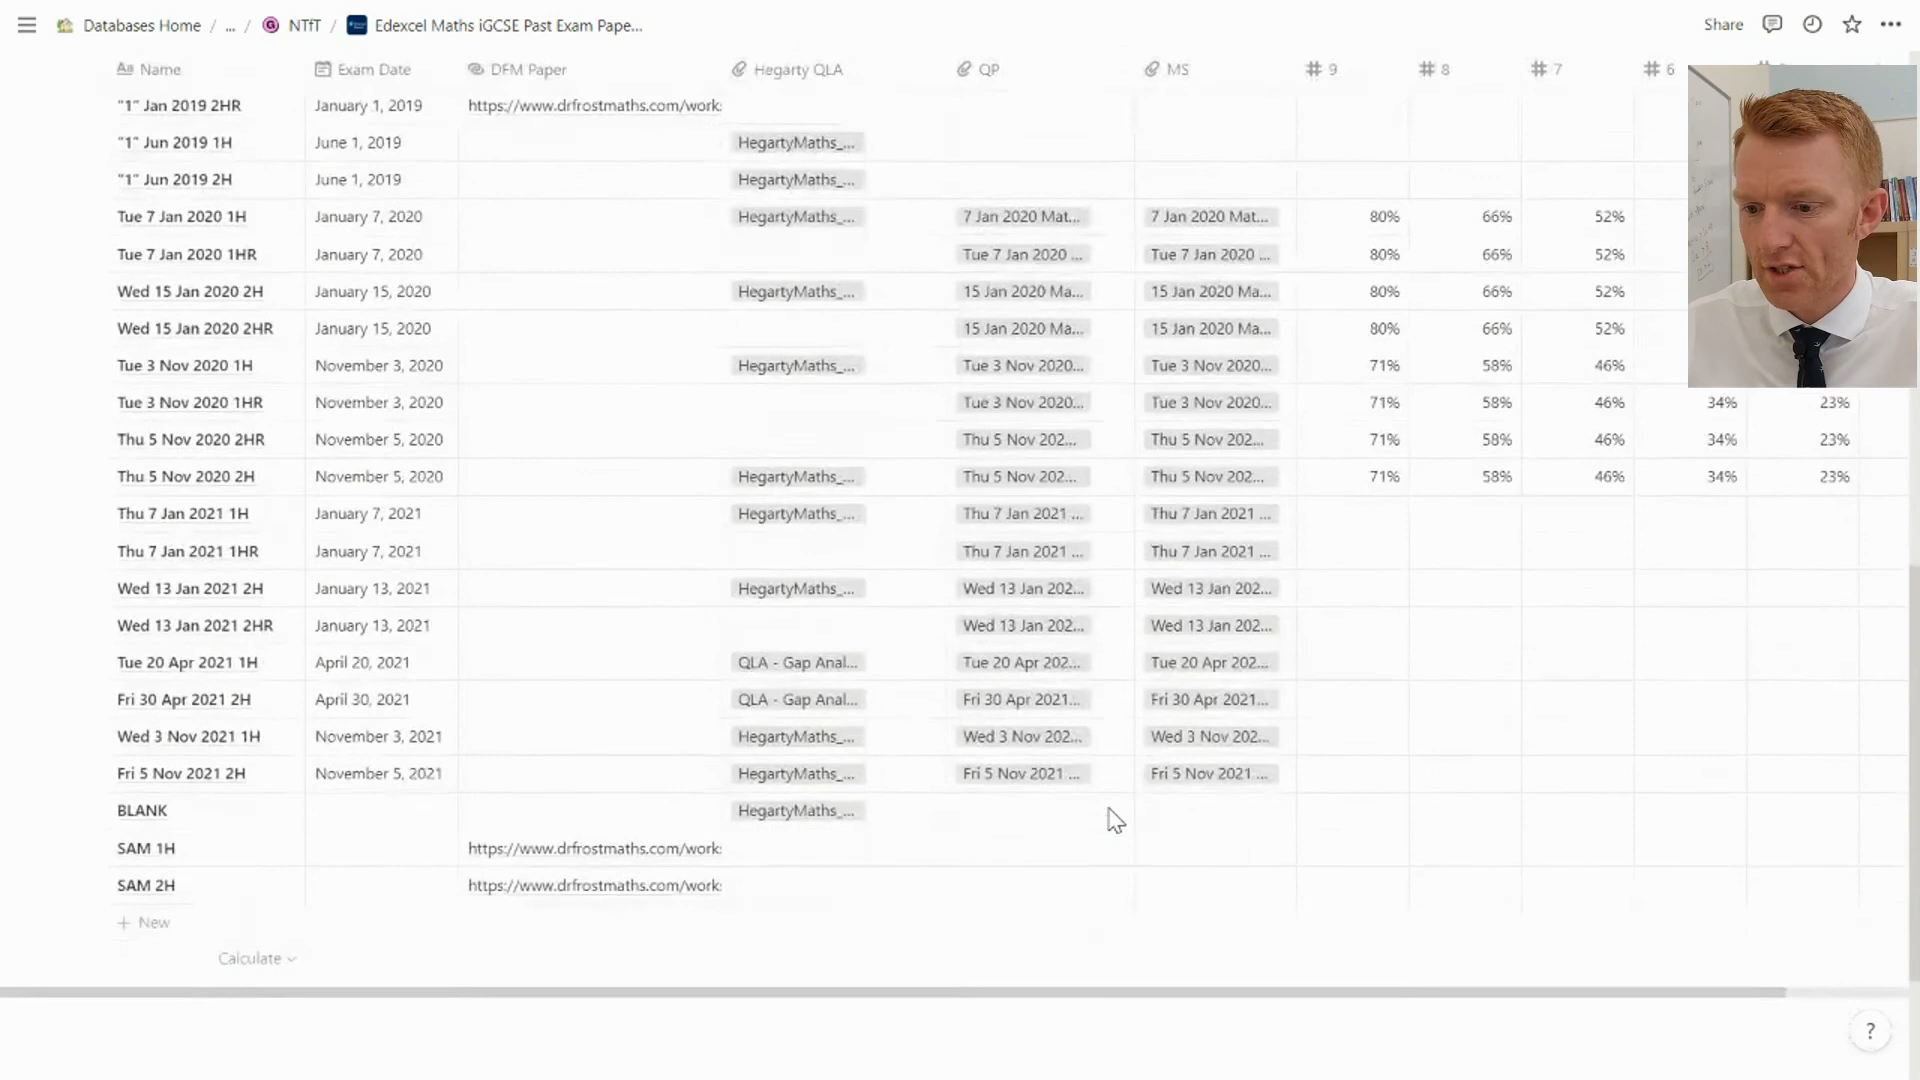 Databases Home / ... / NTfT / Edexcel Maths iGCSE Past Exam Pape... Share
Name Exam Date DFM Paper Hegarty QLA QP MS # 9 # 8 # 7 # 6
"1" Jan 2019 2HR January 1, 2019 https://www.drfrostmaths.com/work:
"1" Jun 2019 1H June 1, 2019 HegartyMaths_...
"1" Jun 2019 2H June 1, 2019 HegartyMaths_...
Tue 7 Jan 2020 1H January 7, 2020 HegartyMaths_... 7 Jan 2020 Mat... 7 Jan 2020 Mat... 80% 66% 52%
Tue 7 Jan 2020 1HR January 7, 2020 Tue 7 Jan 2020 ... Tue 7 Jan 2020 ... 80% 66% 52%
Wed 15 Jan 2020 2H January 15, 2020 HegartyMaths_... 15 Jan 2020 Ma... 15 Jan 2020 Ma... 80% 66% 52%
Wed 15 Jan 2020 2HR January 15, 2020 15 Jan 2020 Ma... 15 Jan 2020 Ma... 80% 66% 52%
Tue 3 Nov 2020 1H November 3, 2020 HegartyMaths_... Tue 3 Nov 2020... Tue 3 Nov 2020... 71% 58% 46%
Tue 3 Nov 2020 1HR November 3, 2020 Tue 3 Nov 2020... Tue 3 Nov 2020... 71% 58% 46% 34% 23%
Thu 5 Nov 2020 2HR November 5, 2020 Thu 5 Nov 202... Thu 5 Nov 202... 71% 58% 46% 34% 23%
Thu 5 Nov 2020 2H November 5, 2020 HegartyMaths_... Thu 5 Nov 202... Thu 5 Nov 202... 71% 58% 46% 34% 23%
Thu 7 Jan 2021 1H January 7, 2021 HegartyMaths_... Thu 7 Jan 2021 ... Thu 7 Jan 2021 ...
Thu 7 Jan 2021 1HR January 7, 2021 Thu 7 Jan 2021 ... Thu 7 Jan 2021 ...
Wed 13 Jan 2021 2H January 13, 2021 HegartyMaths_... Wed 13 Jan 202... Wed 13 Jan 202...
Wed 13 Jan 2021 2HR January 13, 2021 Wed 13 Jan 202... Wed 13 Jan 202...
Tue 20 Apr 2021 1H April 20, 2021 QLA - Gap Anal... Tue 20 Apr 202... Tue 20 Apr 202...
Fri 30 Apr 2021 2H April 30, 2021 QLA - Gap Anal... Fri 30 Apr 2021... Fri 30 Apr 2021...
Wed 3 Nov 2021 1H November 3, 2021 HegartyMaths_... Wed 3 Nov 202... Wed 3 Nov 202...
Fri 5 Nov 2021 2H November 5, 2021 HegartyMaths_... Fri 5 Nov 2021 ... Fri 5 Nov 2021 ...
BLANK HegartyMaths_...
SAM 1H https://www.drfrostmaths.com/work:
SAM 2H https://www.drfrostmaths.com/work:
+ New
Calculate
?